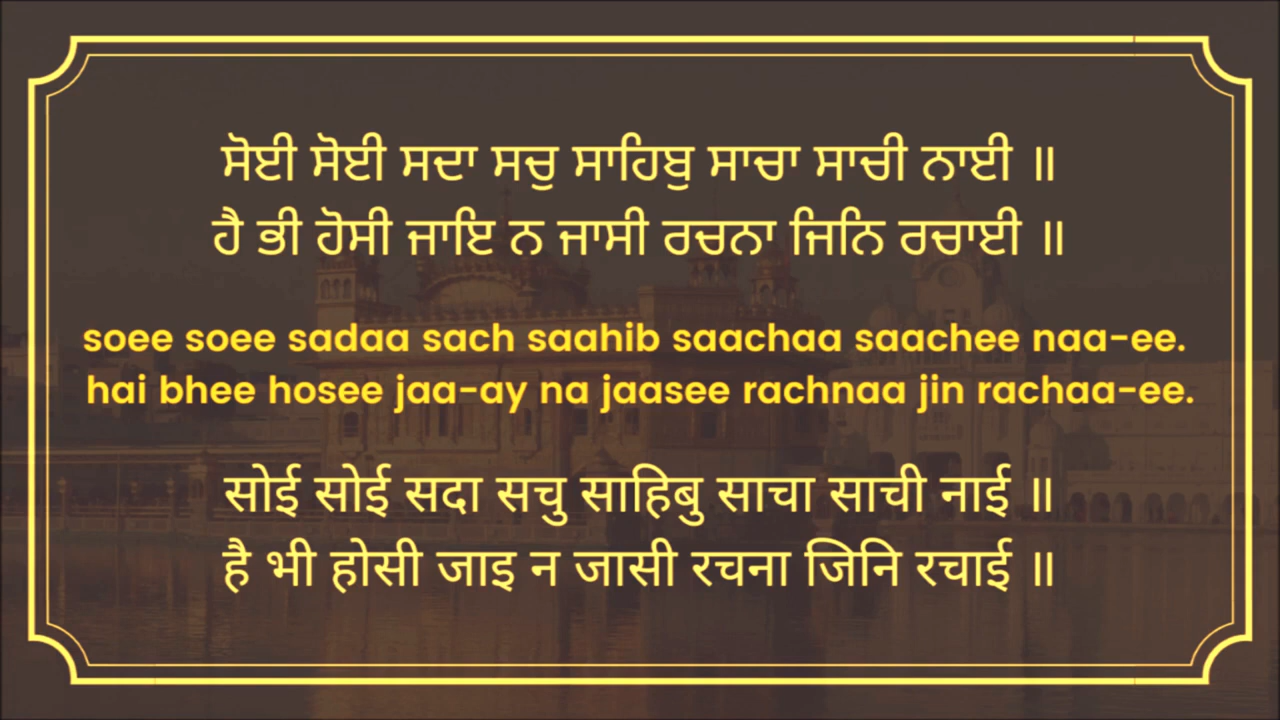 ਸੋਈ ਸੋਈ ਸਦਾ ਸਚੁ ਸਾਹਿਬੁ ਸਾਚਾ ਸਾਚੀ ਨਾਈ ॥
ਹੈ ਭੀ ਹੋਸੀ ਜਾਇ ਨ ਜਾਸੀ ਰਚਨਾ ਜਿਨਿ ਰਚਾਈ ॥
soee soee sadaa sach saahib saachaa saachee naa-ee.
hai bhee hosee jaa-ay na jaasee rachnaa jin rachaa-ee.
सोई सोई सदा सचु साहिबु साचा साची नाई ॥
है भी होसी जाइ न जासी रचना जिनि रचाई ॥